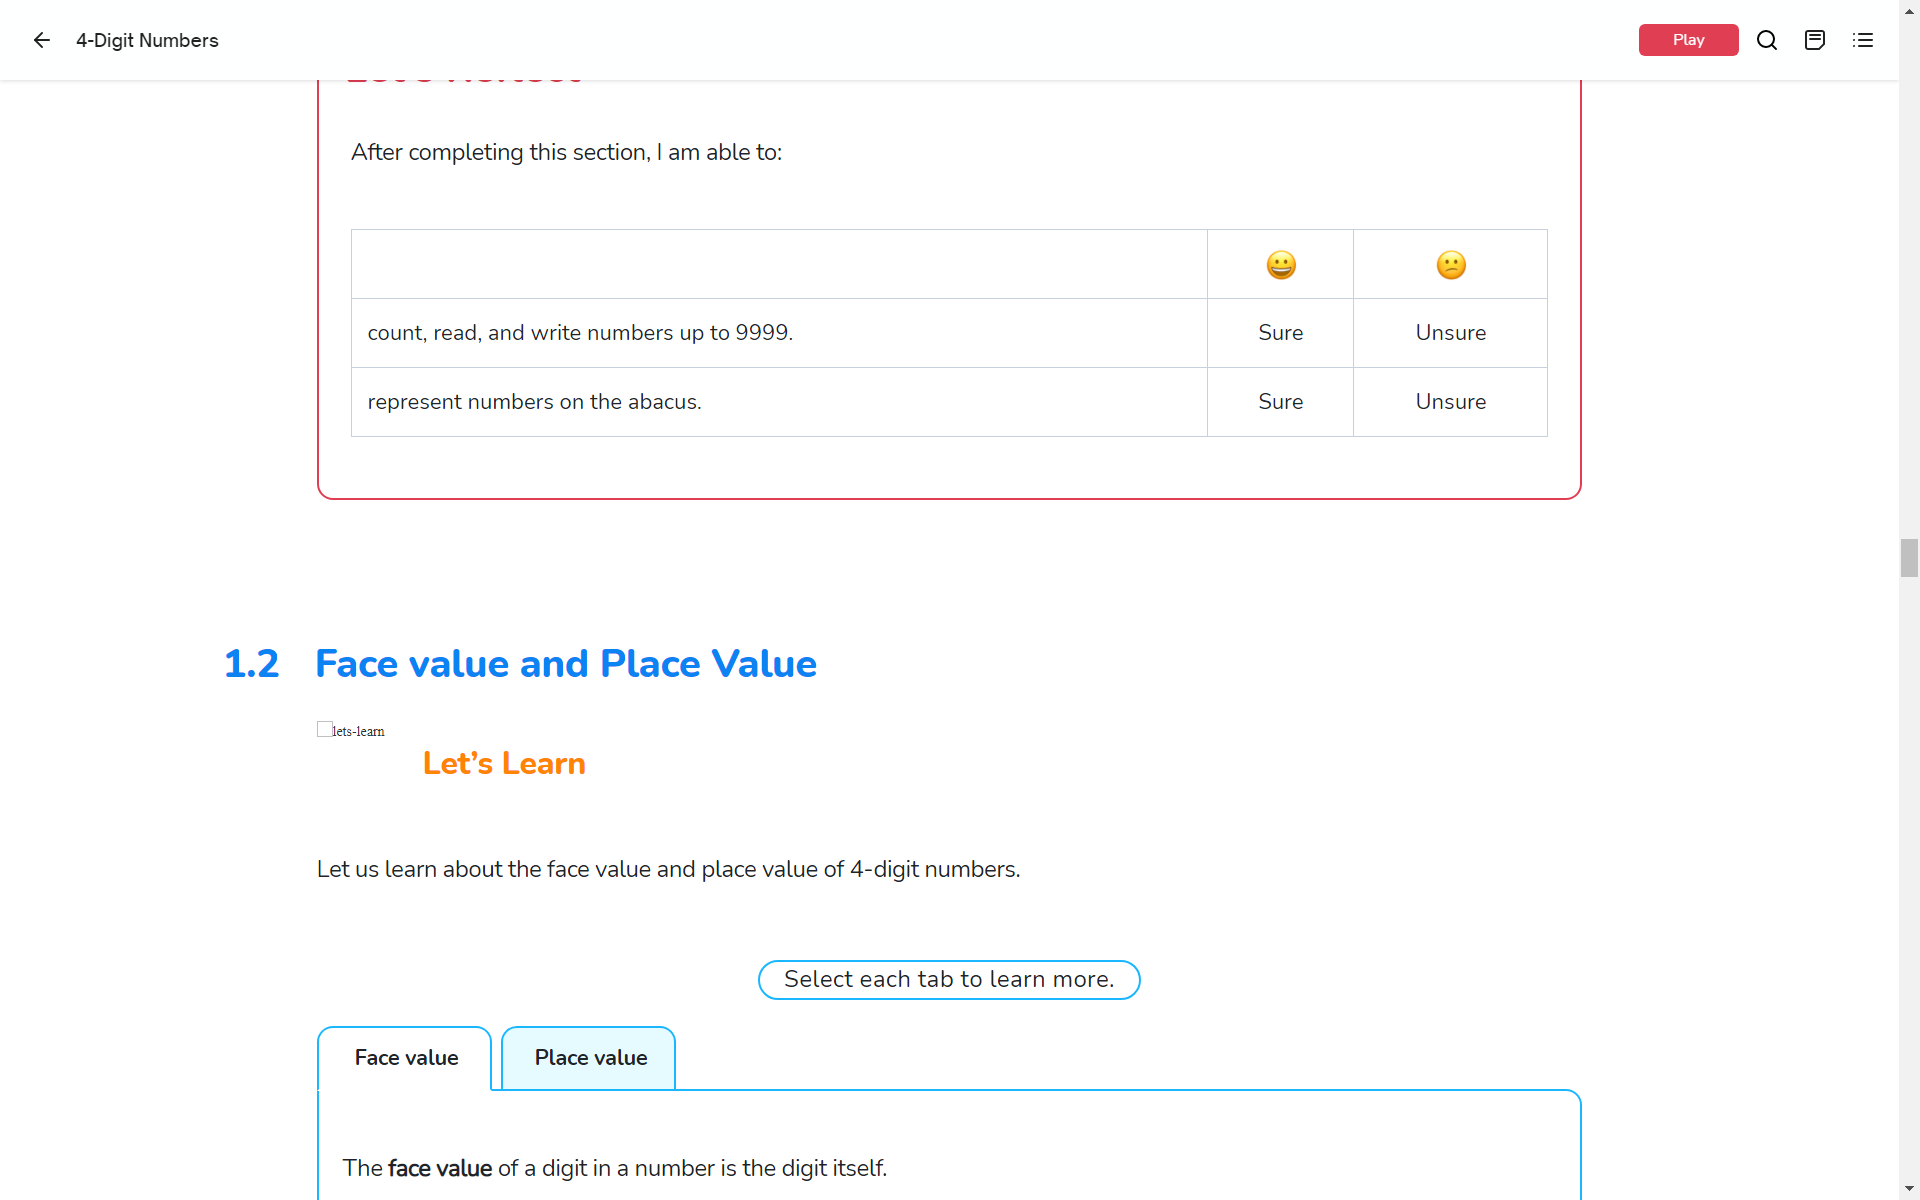 4-Digit Numbers
Play
After completing this section, I am able to:
count, read, and write numbers up to 9999.
Sure
Unsure
represent numbers on the abacus.
Sure
Unsure
1.2 Face value and Place Value
lets-learn
Let’s Learn
Let us learn about the face value and place value of 4-digit numbers.
Select each tab to learn more.
Face value
Place value
The face value of a digit in a number is the digit itself.